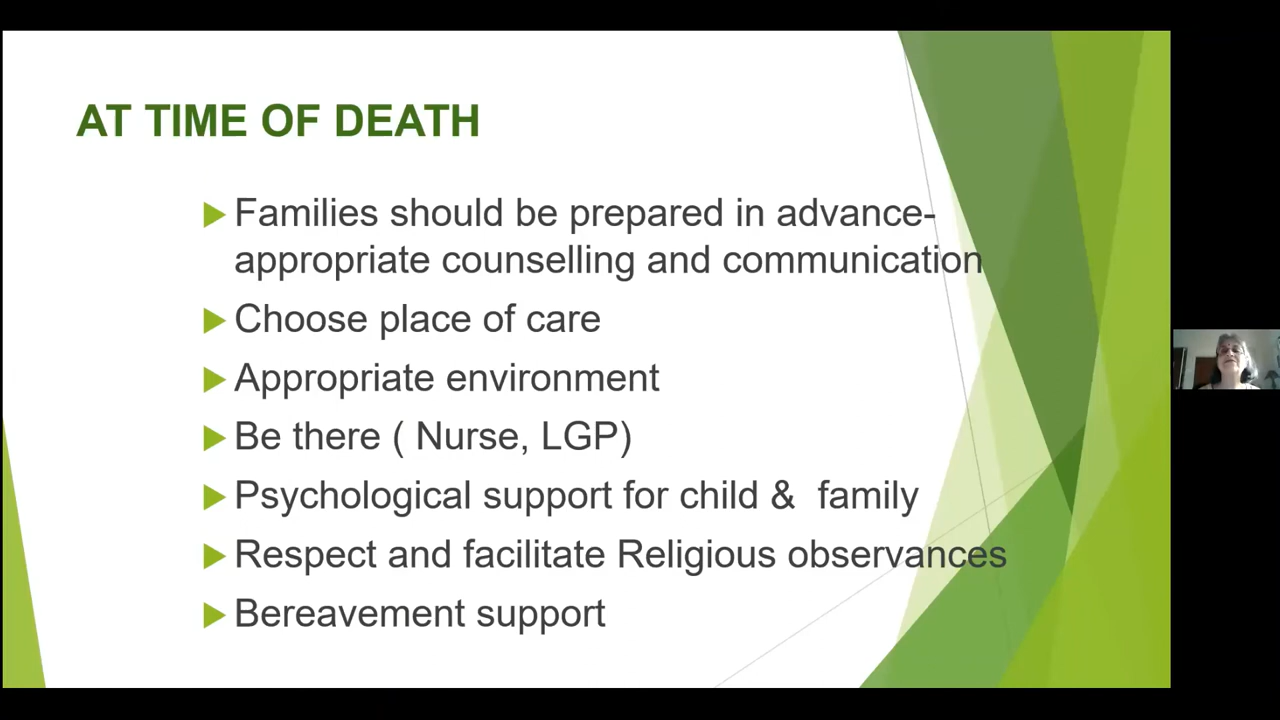 AT TIME OF DEATH
Families should be prepared in advance-
appropriate counselling and communication
Choose place of care
Appropriate environment
Be there ( Nurse, LGP)
Psychological support for child &  family
Respect and facilitate Religious observances
Bereavement support